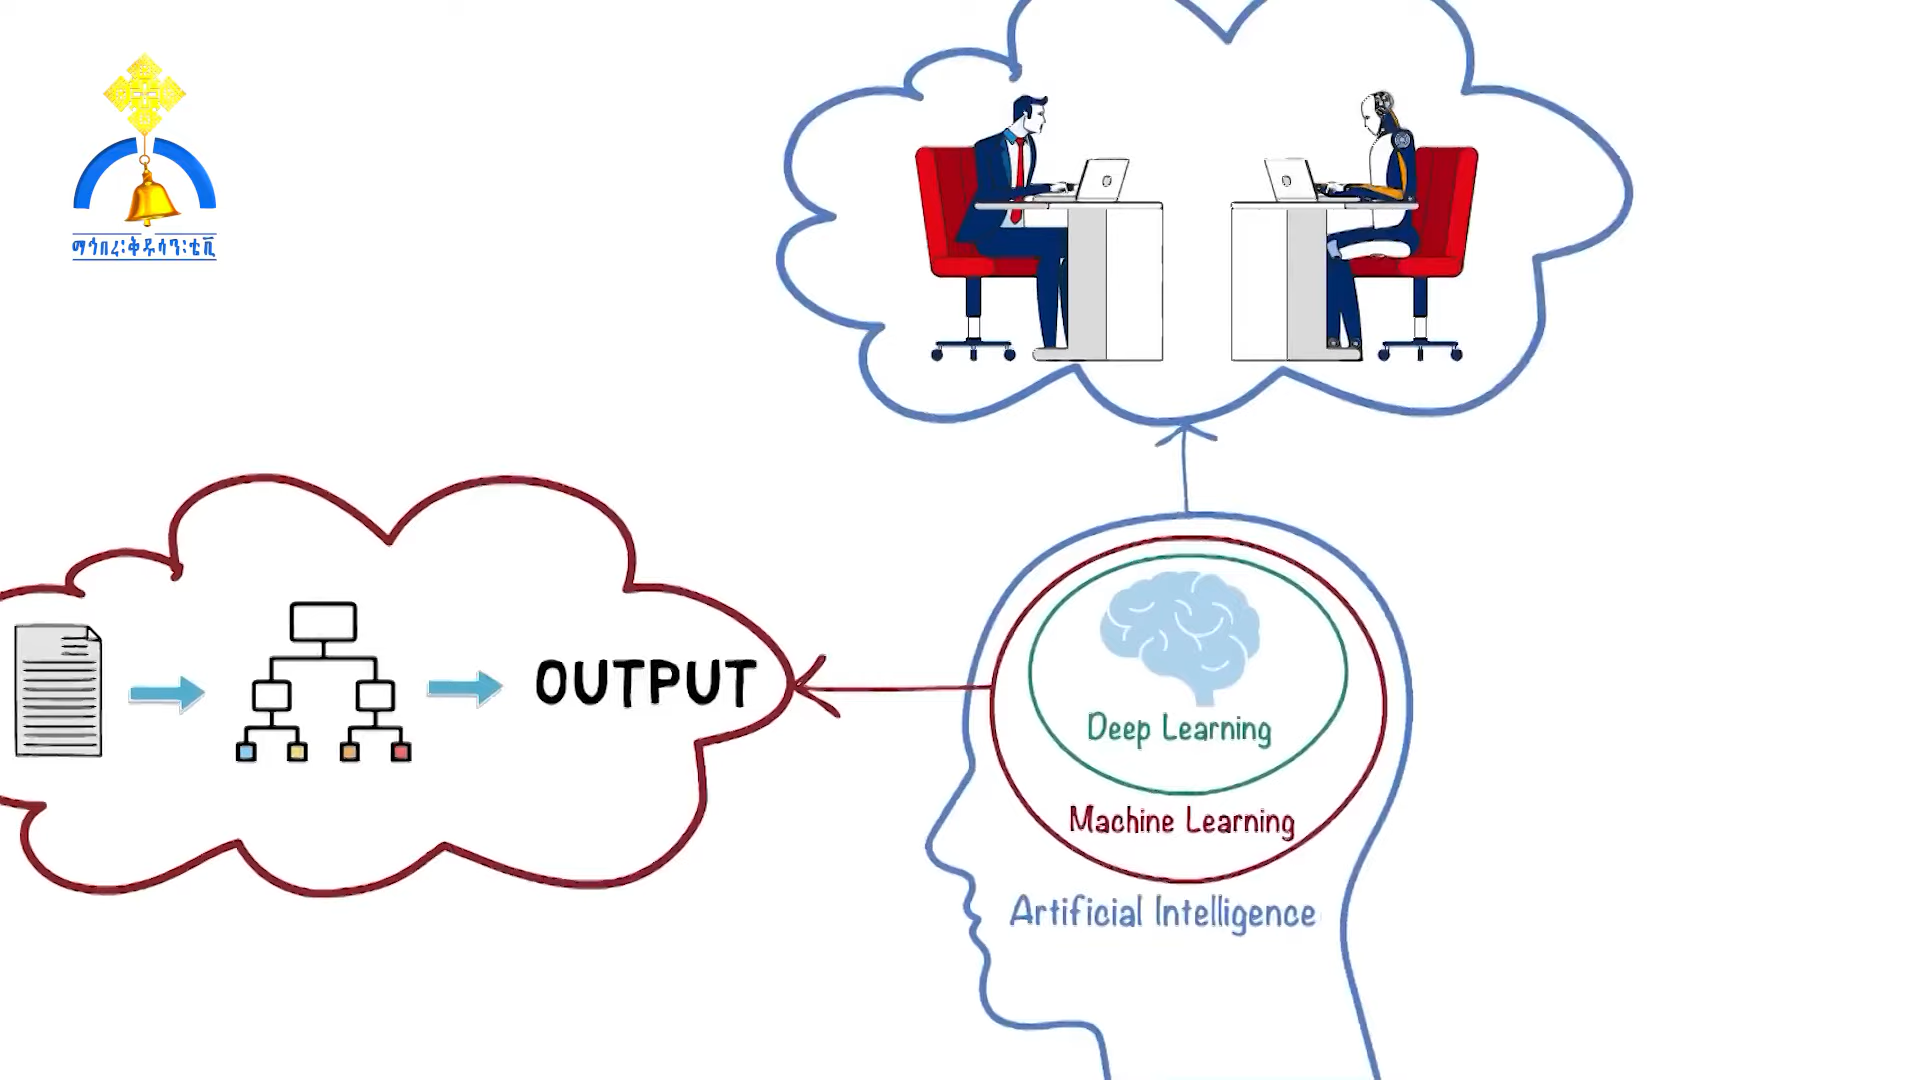 ማኅበረ፡ቅዱሳን፡ቴቪ
OUTPUT
Deep Learning
Machine Learning
Artificial Intelligence